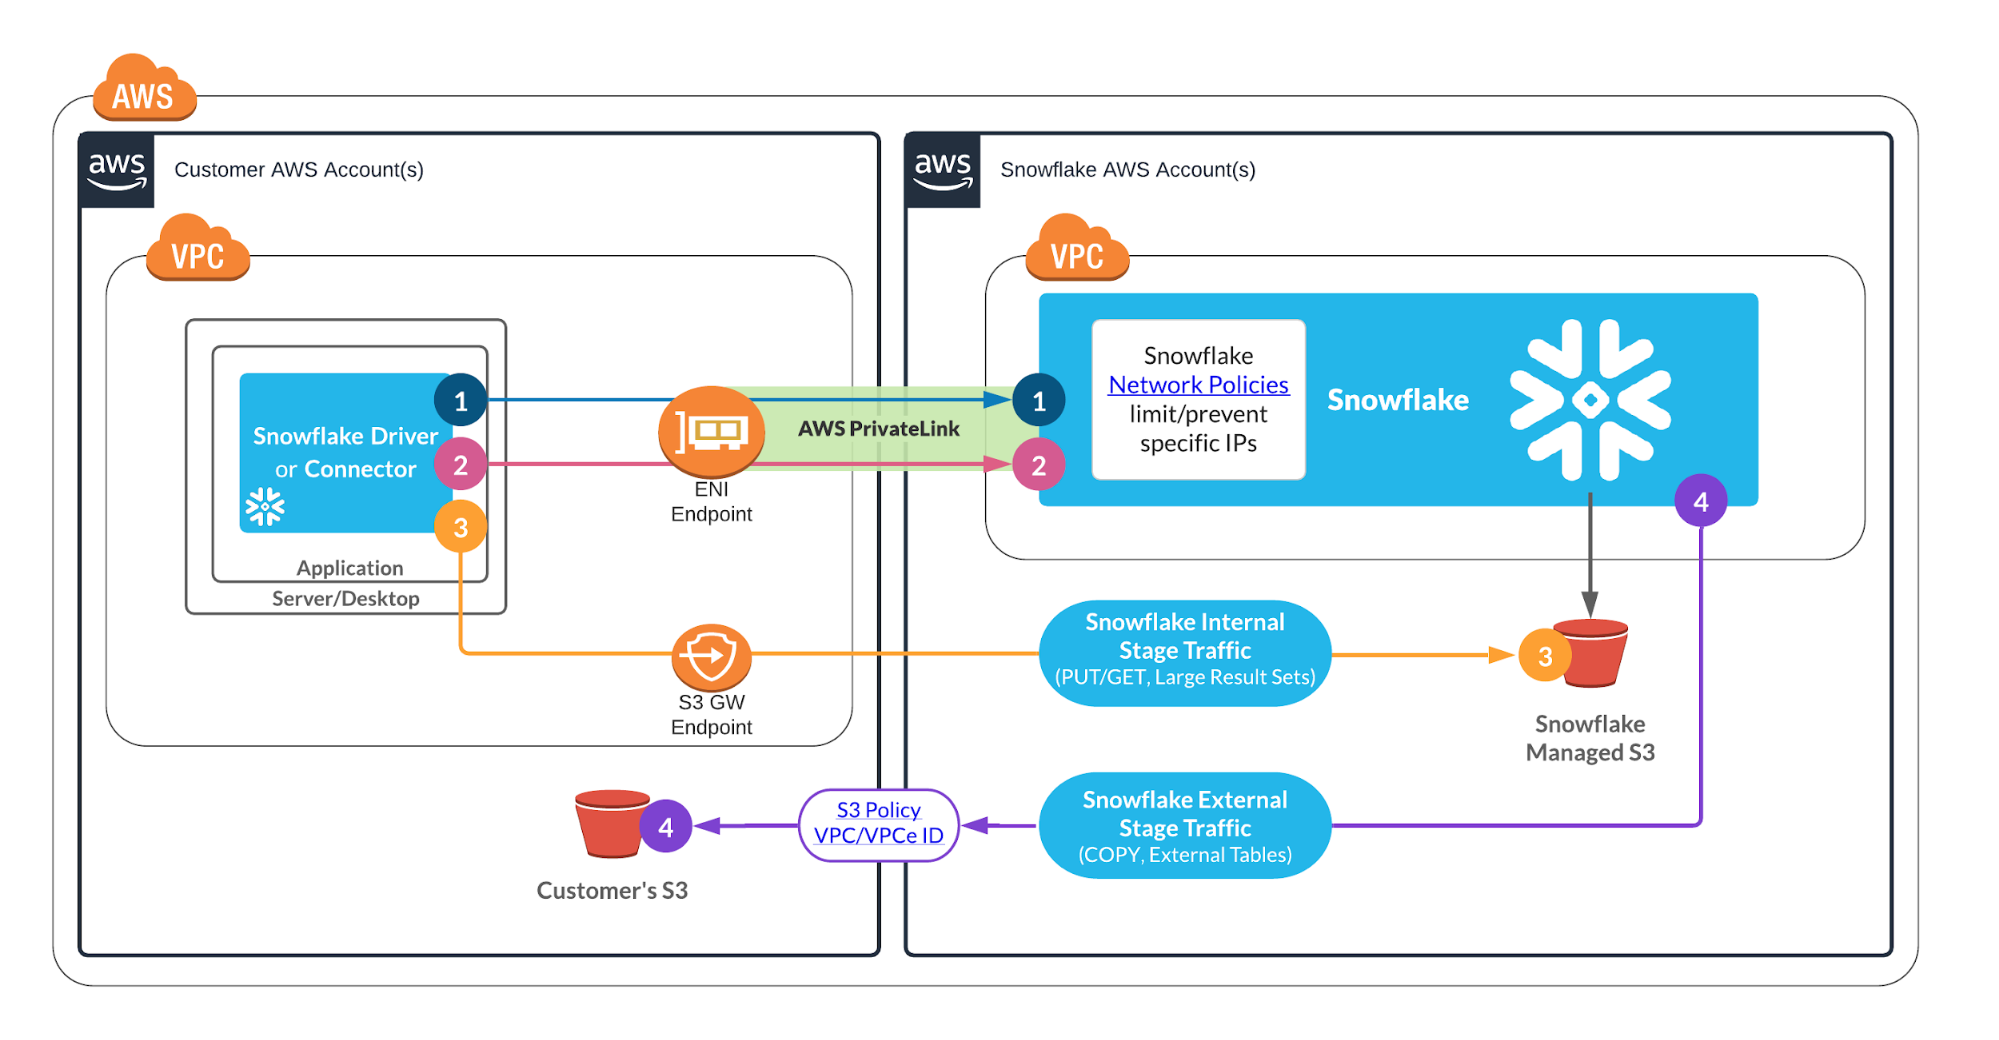 AWS
aws
Customer AWS Account(s)
aws
Snowflake AWS Account(s)
VPC
VPC
Snowflake Driver
or Connector
1
2
3
Application
Server/Desktop
ENI
Endpoint
AWS PrivateLink
1
2
Snowflake
Network Policies
limit/prevent
specific IPs
Snowflake
4
S3 GW
Endpoint
Snowflake Internal
Stage Traffic
(PUT/GET, Large Result Sets)
3
Snowflake
Managed S3
4
Customer's S3
S3 Policy
VPC/VPCe ID
Snowflake External
Stage Traffic
(COPY, External Tables)